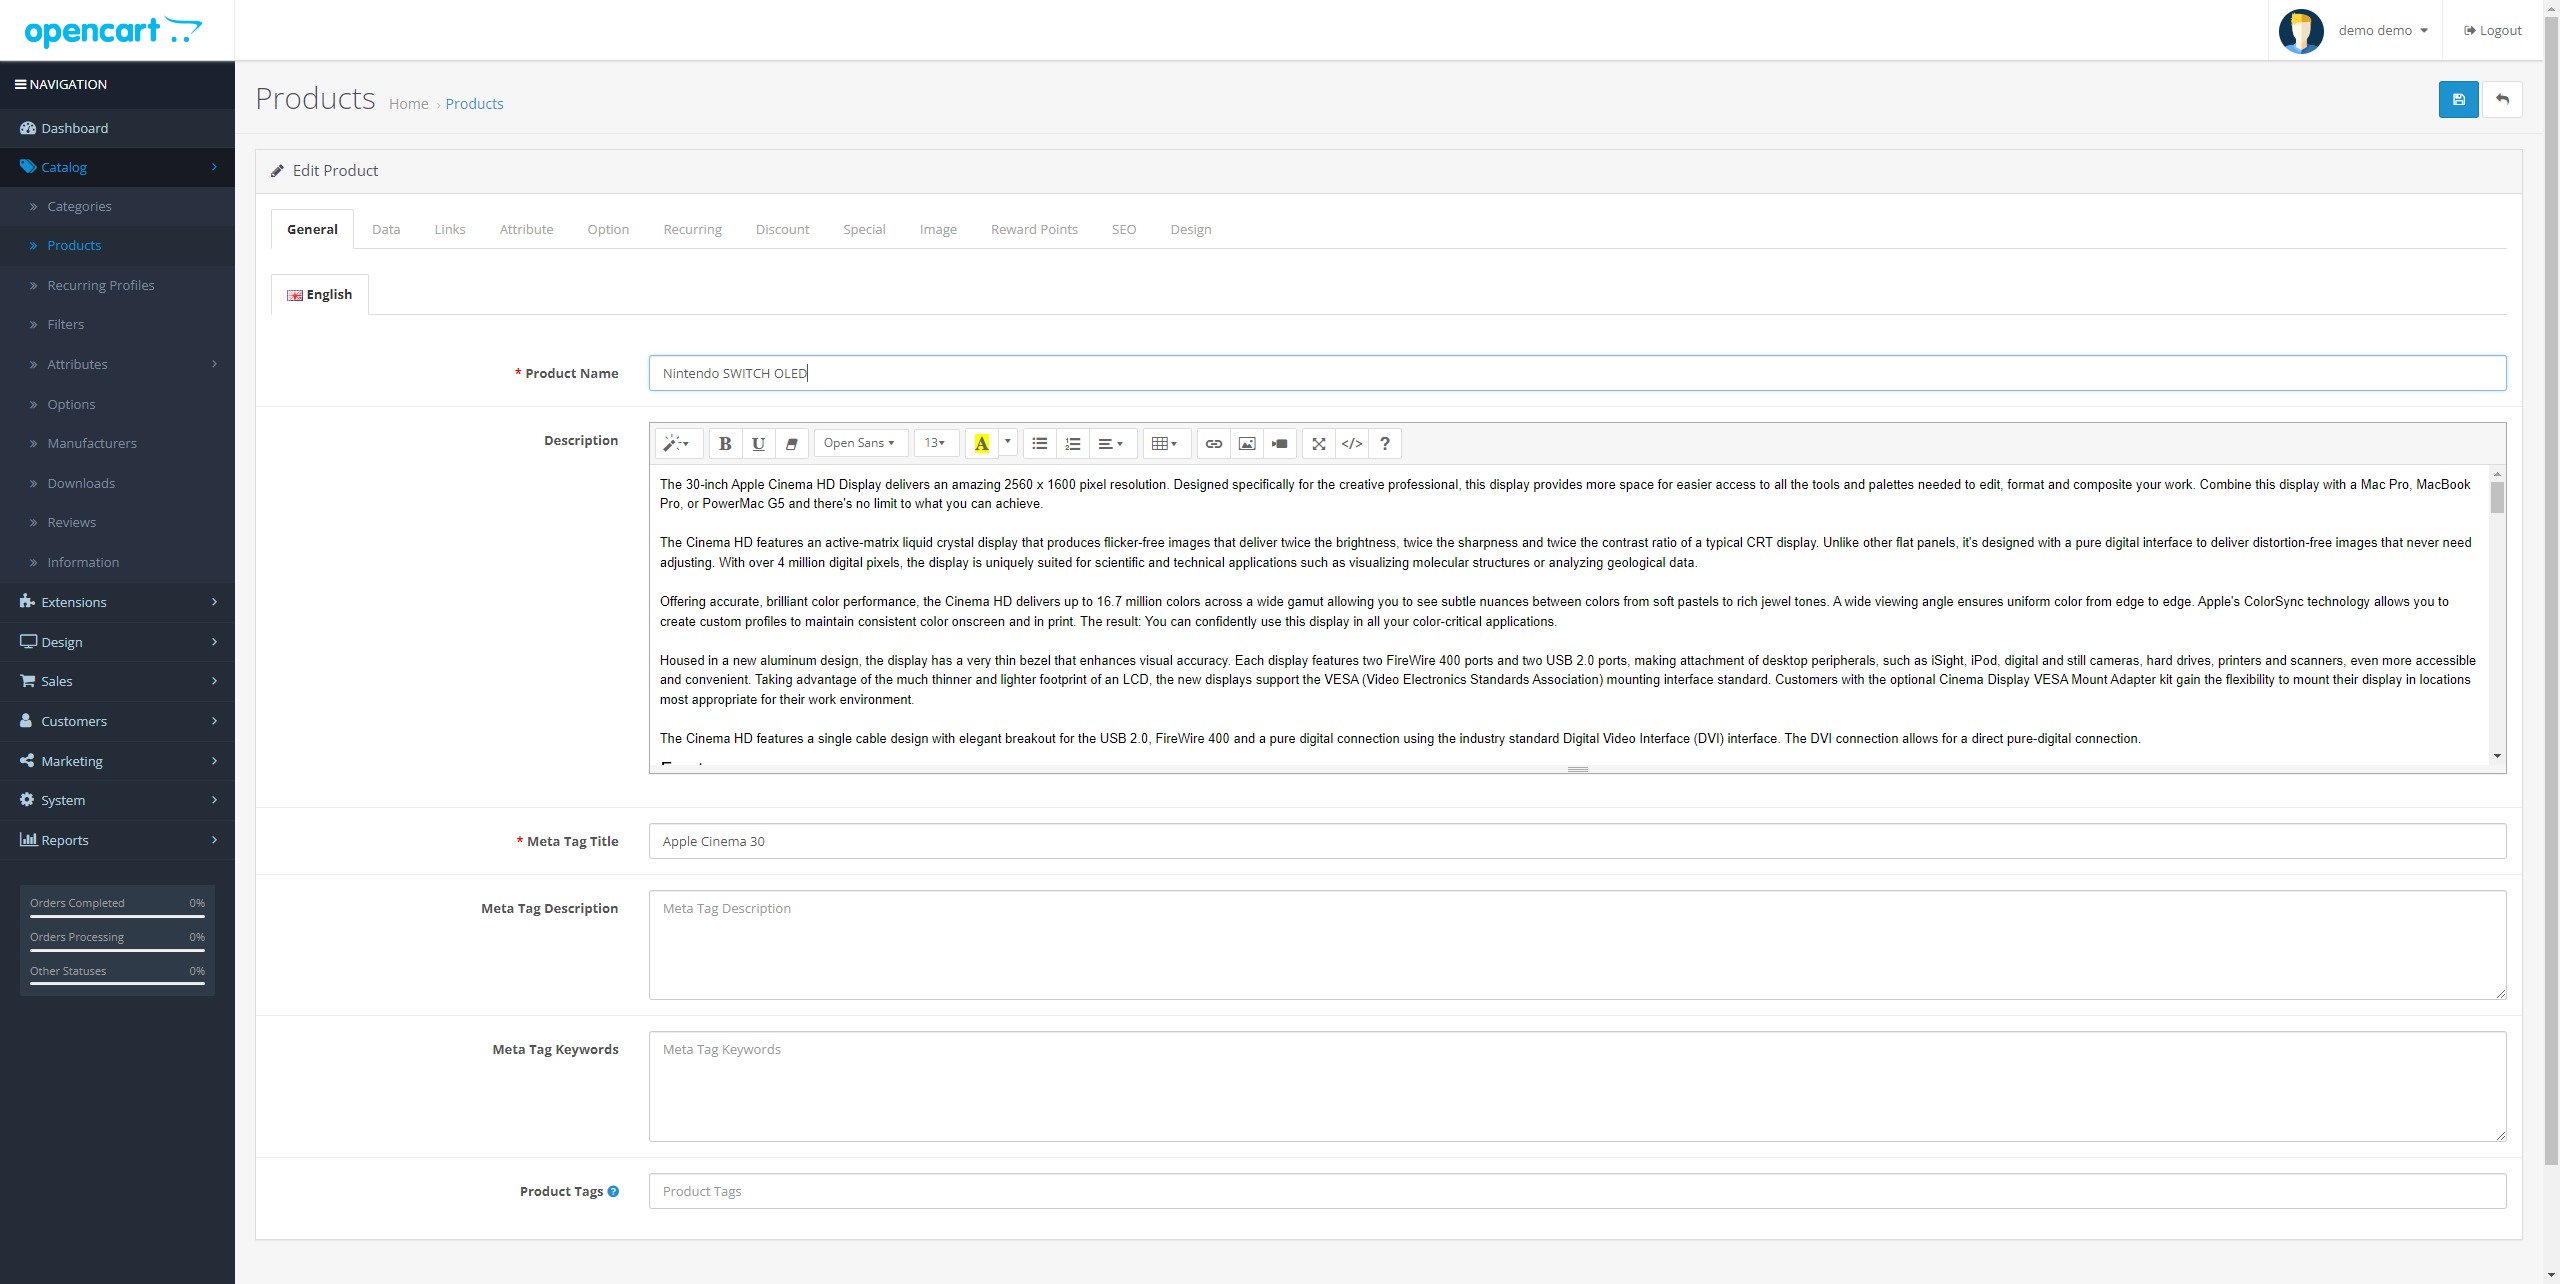 opencart
demo demo
Logout
NAVIGATION
Dashboard
Catalog
Categories
Products
Recurring Profiles
Filters
Attributes
Options
Manufacturers
Downloads
Reviews
Information
Extensions
Design
Sales
Customers
Marketing
System
Reports
Orders Completed 0%
Orders Processing 0%
Other Statuses 0%
Products Home › Products
Edit Product
General Data Links Attribute Option Recurring Discount Special Image Reward Points SEO Design
English
* Product Name Nintendo SWITCH OLED
Description
B U Open Sans 13 A </> ?
The 30-inch Apple Cinema HD Display delivers an amazing 2560 x 1600 pixel resolution. Designed specifically for the creative professional, this display provides more space for easier access to all the tools and palettes needed to edit, format and composite your work. Combine this display with a Mac Pro, MacBook
Pro, or PowerMac G5 and there's no limit to what you can achieve.
The Cinema HD features an active-matrix liquid crystal display that produces flicker-free images that deliver twice the brightness, twice the sharpness and twice the contrast ratio of a typical CRT display. Unlike other flat panels, it's designed with a pure digital interface to deliver distortion-free images that never need
adjusting. With over 4 million digital pixels, the display is uniquely suited for scientific and technical applications such as visualizing molecular structures or analyzing geological data.
Offering accurate, brilliant color performance, the Cinema HD delivers up to 16.7 million colors across a wide gamut allowing you to see subtle nuances between colors from soft pastels to rich jewel tones. A wide viewing angle ensures uniform color from edge to edge. Apple's ColorSync technology allows you to
create custom profiles to maintain consistent color onscreen and in print. The result: You can confidently use this display in all your color-critical applications.
Housed in a new aluminum design, the display has a very thin bezel that enhances visual accuracy. Each display features two FireWire 400 ports and two USB 2.0 ports, making attachment of desktop peripherals, such as iSight, iPod, digital and still cameras, hard drives, printers and scanners, even more accessible
and convenient. Taking advantage of the much thinner and lighter footprint of an LCD, the new displays support the VESA (Video Electronics Standards Association) mounting interface standard. Customers with the optional Cinema Display VESA Mount Adapter kit gain the flexibility to mount their display in locations
most appropriate for their work environment.
The Cinema HD features a single cable design with elegant breakout for the USB 2.0, FireWire 400 and a pure digital connection using the industry standard Digital Video Interface (DVI) interface. The DVI connection allows for a direct pure-digital connection.
* Meta Tag Title Apple Cinema 30
Meta Tag Description Meta Tag Description
Meta Tag Keywords Meta Tag Keywords
Product Tags ? Product Tags